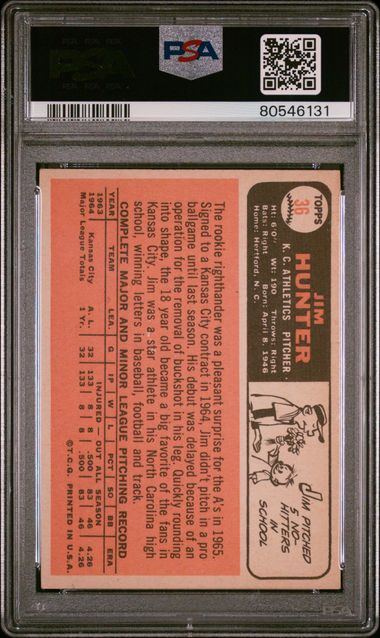 PSA
PSA
80546131
TOPPS
36
JIM
HUNTER
K. C. ATHLETICS PITCHER
Ht: 6'0" Wt: 190 Throws: Right
Bats: Right Born: April 8, 1946
Home: Hertford, N. C.
JIM PITCHED
5 NO-
HITTERS
IN
SCHOOL
The rookie righthander was a pleasant surprise for the A's in 1965.
Signed to a Kansas City contract in 1964, Jim didn't pitch in a pro
ballgame until last season. His debut was delayed because of an
operation for the removal of buckshot in his leg. Quickly rounding
into shape, the 18 year old became a big favorite of the fans in
Kansas City. Jim was a star athlete in his North Carolina high
school, winning letters in baseball, football and track.
COMPLETE MAJOR AND MINOR LEAGUE PITCHING RECORD
YEAR TEAM LEA. G IP W L PCT SO BB ERA
1963 INJURED—OUT ALL SEASON
1964 Kansas City A. L. 32 133 8 8 .500 83 46 4.26
Major League Totals 1 Yr. 32 133 8 8 .500 83 46 4.26
©T.C.G. PRINTED IN U.S.A.